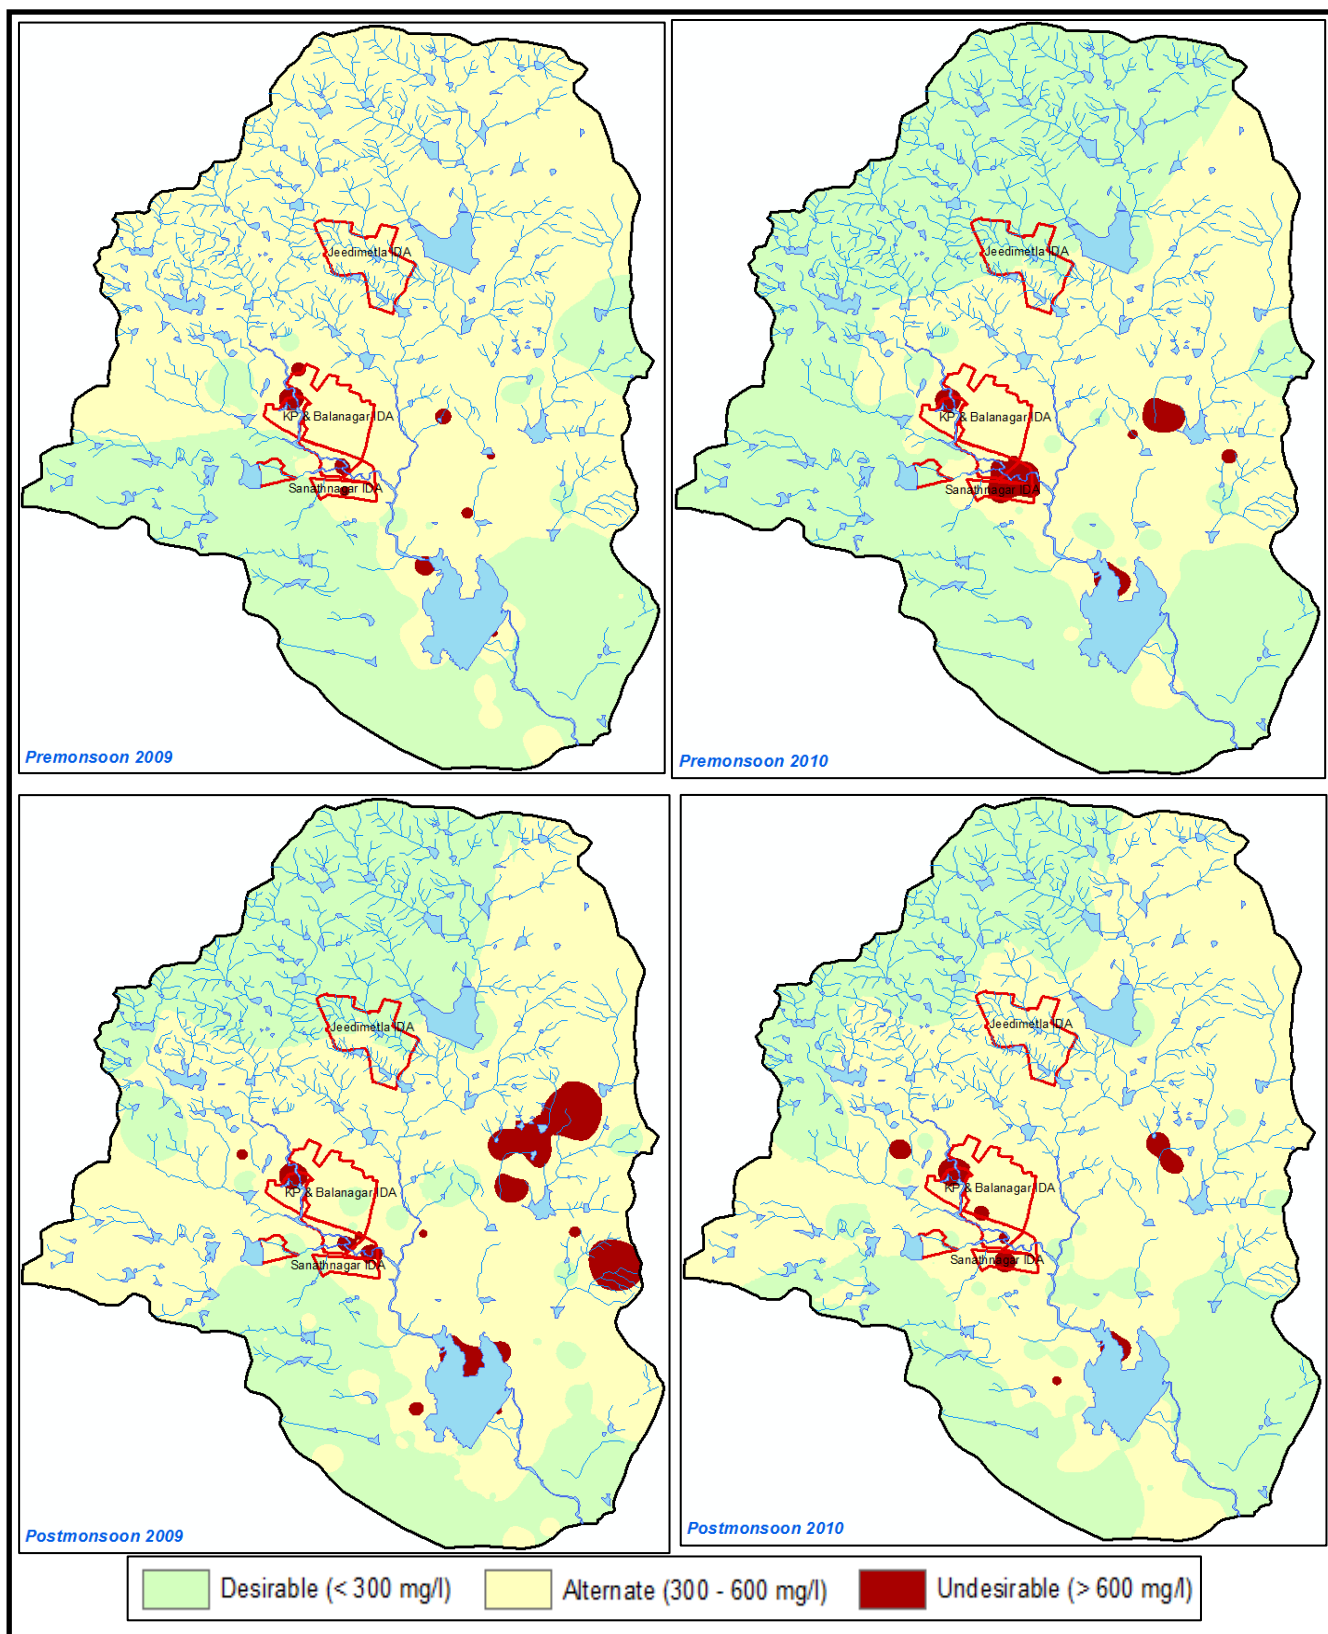 Jeedimetla IDA
KP & Balanagar IDA
Sanathnagar IDA
Premonsoon 2009
Jeedimetla IDA
KP & Balanagar IDA
Sanathnagar IDA
Premonsoon 2010
Jeedimetla IDA
KP & Balanagar IDA
Sanathnagar IDA
Postmonsoon 2009
Jeedimetla IDA
KP & Balanagar IDA
Sanathnagar IDA
Postmonsoon 2010
Desirable (< 300 mg/l) Alternate (300 - 600 mg/l) Undesirable (> 600 mg/l)